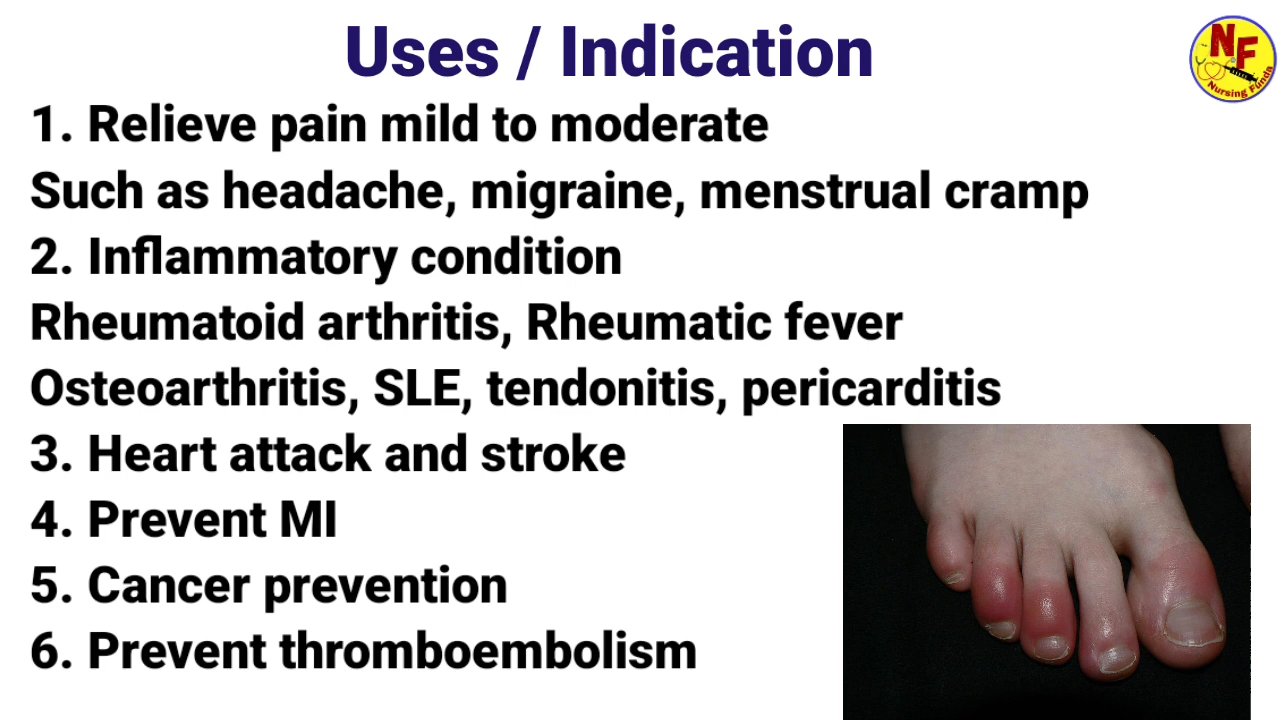 Uses / Indication
NF
Nursing Funda
1. Relieve pain mild to moderate
Such as headache, migraine, menstrual cramp
2. Inflammatory condition
Rheumatoid arthritis, Rheumatic fever
Osteoarthritis, SLE, tendonitis, pericarditis
3. Heart attack and stroke
4. Prevent MI
5. Cancer prevention
6. Prevent thromboembolism